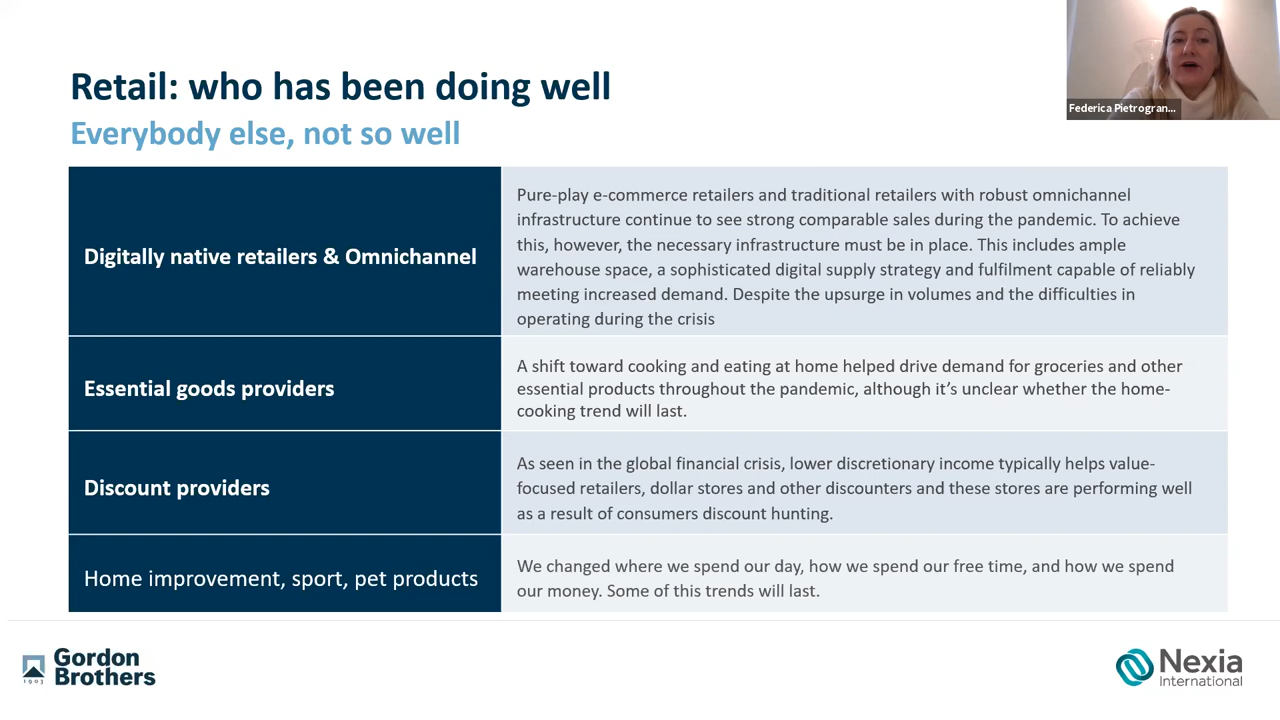 Retail: who has been doing well
Everybody else, not so well
Federica Pietrogran...
Digitally native retailers & Omnichannel
Pure-play e-commerce retailers and traditional retailers with robust omnichannel
infrastructure continue to see strong comparable sales during the pandemic. To achieve
this, however, the necessary infrastructure must be in place. This includes ample
warehouse space, a sophisticated digital supply strategy and fulfilment capable of reliably
meeting increased demand. Despite the upsurge in volumes and the difficulties in
operating during the crisis
Essential goods providers
A shift toward cooking and eating at home helped drive demand for groceries and other
essential products throughout the pandemic, although it's unclear whether the home-
cooking trend will last.
Discount providers
As seen in the global financial crisis, lower discretionary income typically helps value-
focused retailers, dollar stores and other discounters and these stores are performing well
as a result of consumers discount hunting.
Home improvement, sport, pet products
We changed where we spend our day, how we spend our free time, and how we spend
our money. Some of this trends will last.
Gordon
Brothers
1903
Nexia
International